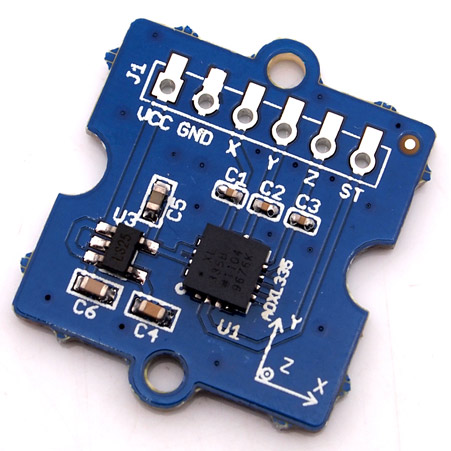 J1
VCC GND X Y Z ST
C1 C2 C3
C5
U3
C6 C4
U1
ADXL335
Y
Z
X